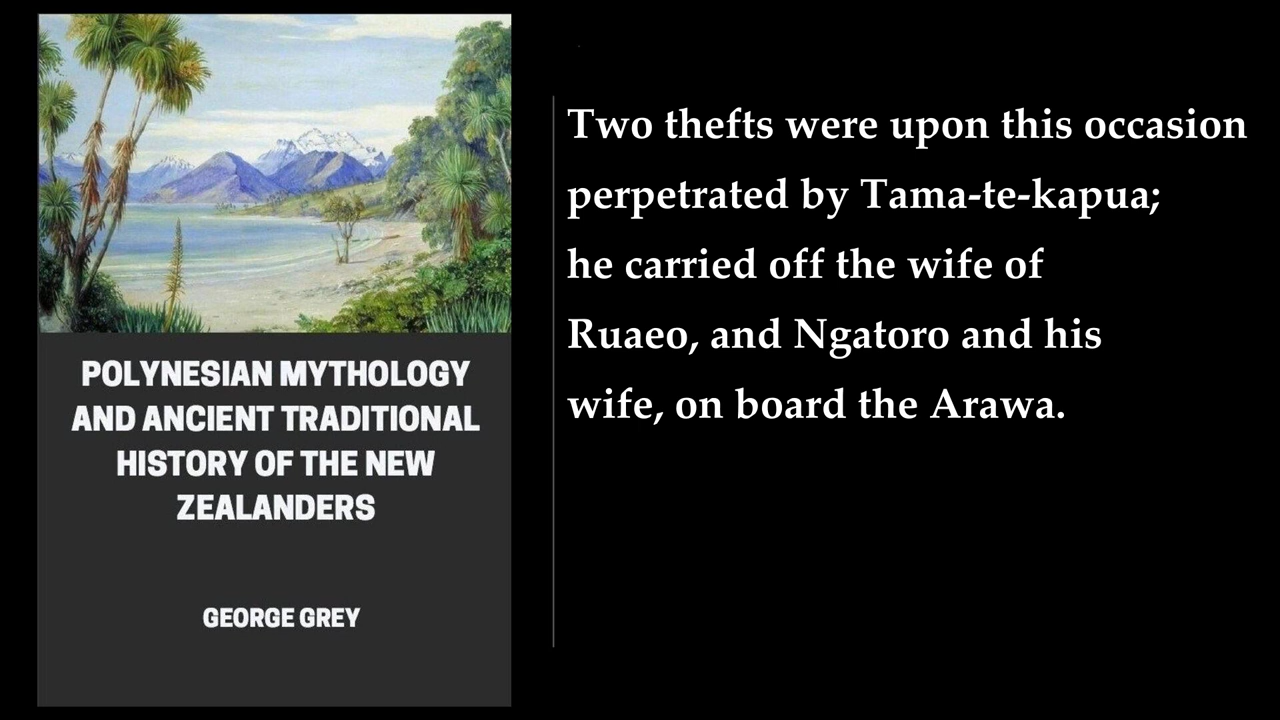 POLYNESIAN MYTHOLOGY
AND ANCIENT TRADITIONAL
HISTORY OF THE NEW
ZEALANDERS
GEORGE GREY
Two thefts were upon this occasion
perpetrated by Tama-te-kapua;
he carried off the wife of
Ruaeo, and Ngatoro and his
wife, on board the Arawa.